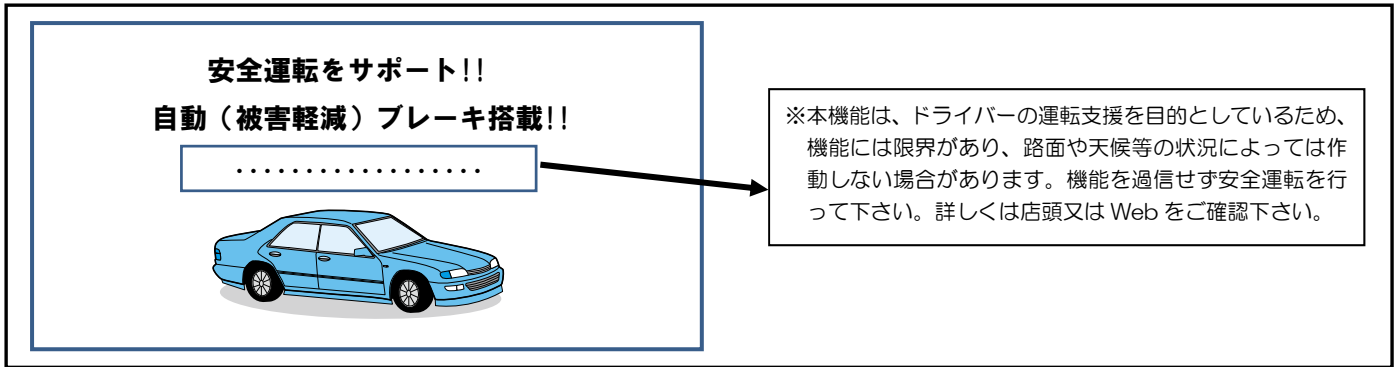 安全運転をサポート!!
自動（被害軽減）ブレーキ搭載!!
・・・・・・・・・・・・・・・・・・
※本機能は、ドライバーの運転支援を目的としているため、
機能には限界があり、路面や天候等の状況によっては作
動しない場合があります。機能を過信せず安全運転を行
って下さい。詳しくは店頭又は Web をご確認下さい。